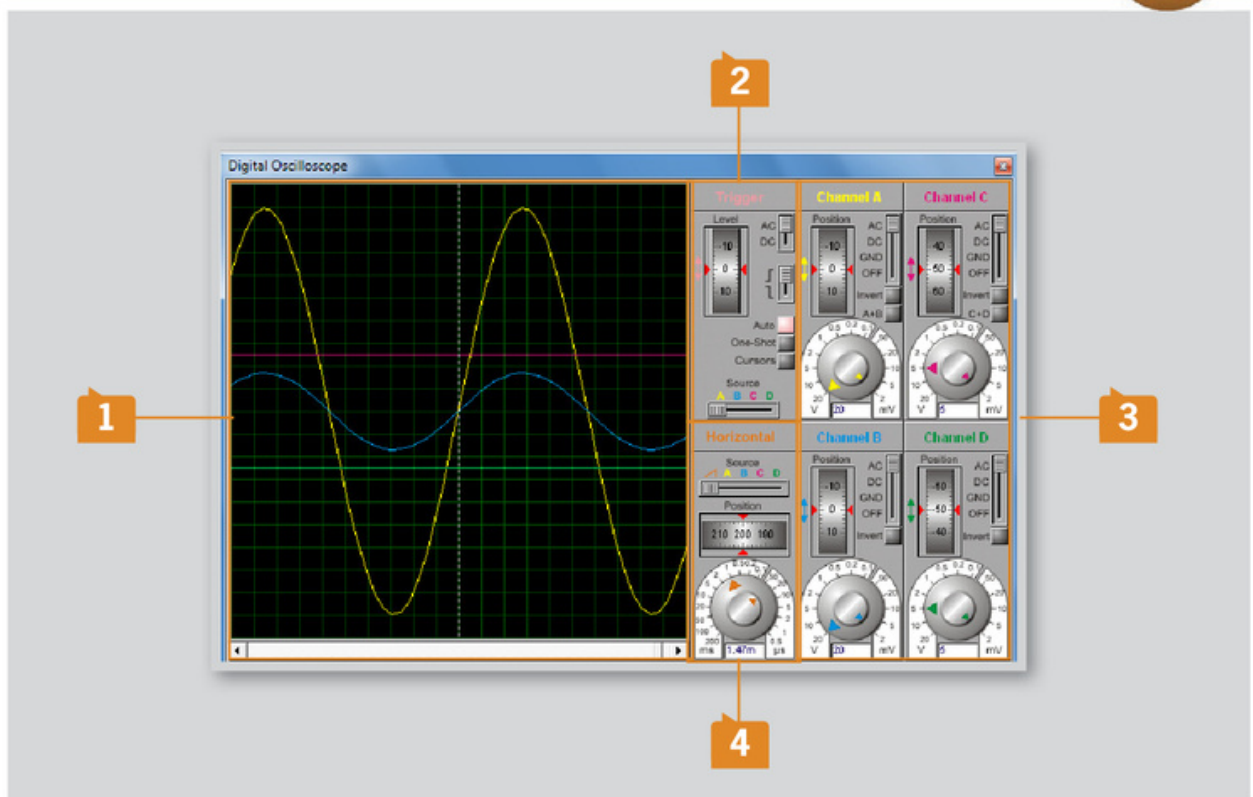 2
Digital Oscilloscope
Trigger
Level
AC
DC
10
0
10
Auto
One-Shot
Cursors
Source
A B C D
Channel A
Position
AC
DC
GND
OFF
10
0
10
Invert
A+B
V 20 mV
Channel C
Position
AC
DC
GND
OFF
40
50
60
Invert
C+D
V 5 mV
1
3
Horizontal
Source
A B C D
Position
210 200 190
ms 1.47m µs
Channel B
Position
AC
DC
GND
OFF
10
0
10
Invert
V 20 mV
Channel D
Position
AC
DC
GND
OFF
60
50
40
Invert
V 5 mV
4